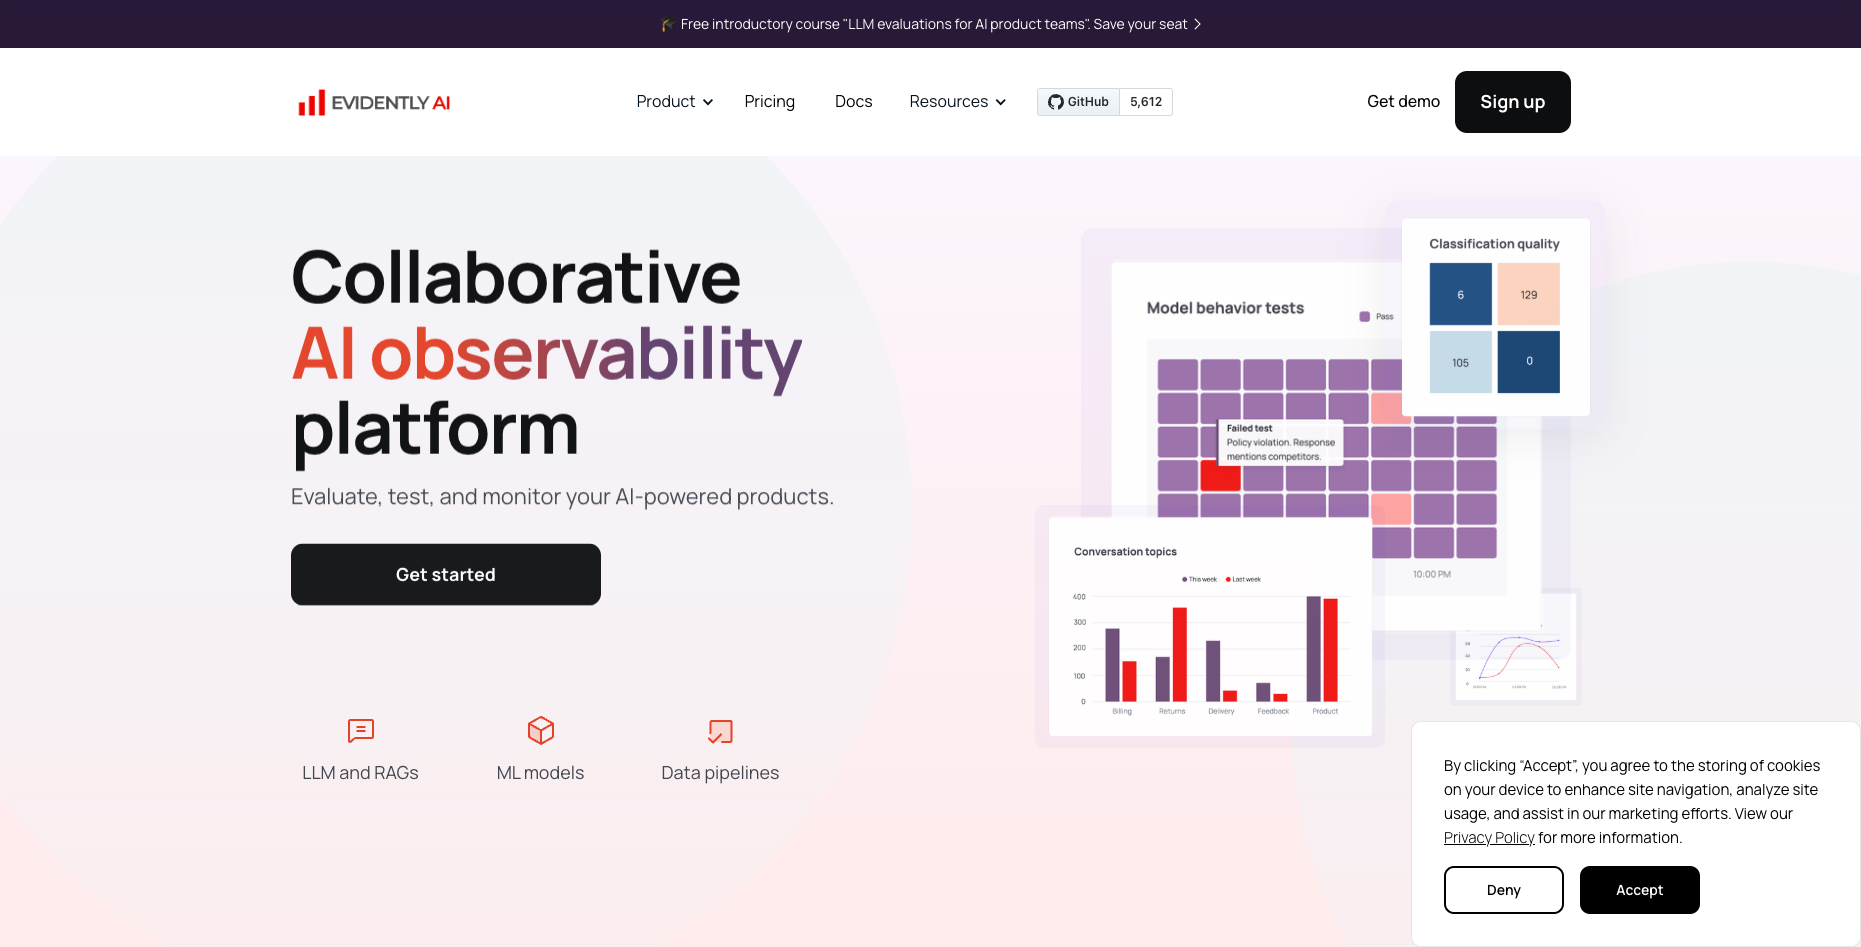 Free introductory course "LLM evaluations for AI product teams". Save your seat
EVIDENTLY AI
Product
Pricing
Docs
Resources
GitHub
5,612
Get demo
Sign up
Collaborative
AI observability
platform
Evaluate, test, and monitor your AI-powered products.
Get started
LLM and RAGs
ML models
Data pipelines
Classification quality
6
129
105
0
Model behavior tests
Pass
Failed test
Policy violation. Response
mentions competitors.
10:00 PM
Conversation topics
This week
Last week
400
300
200
100
0
Billing
Returns
Delivery
Feedback
Product
By clicking “Accept”, you agree to the storing of cookies
on your device to enhance site navigation, analyze site
usage, and assist in our marketing efforts. View our
Privacy Policy for more information.
Deny
Accept